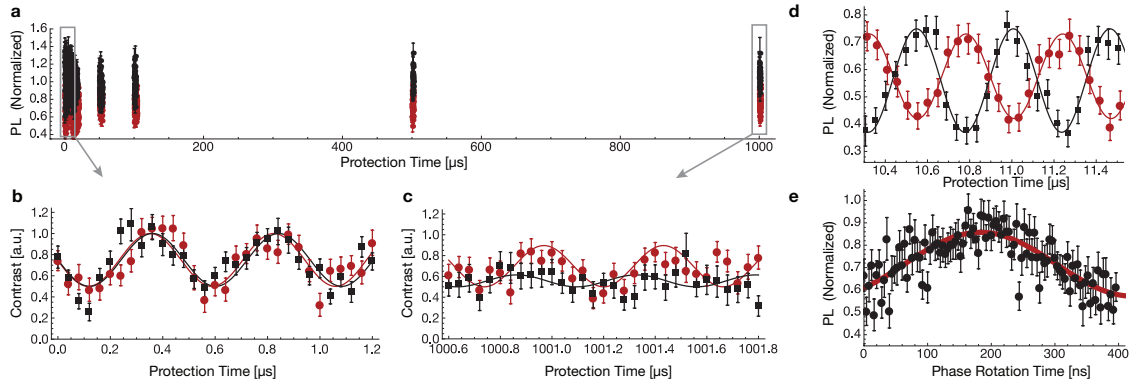 a
PL (Normalized)
1.6
1.4
1.2
1.0
0.8
0.6
0.4
0 200 400 600 800 1000
Protection Time [µs]
b
Contrast [a.u.]
1.2
1.0
0.8
0.6
0.4
0.2
0.0
0.0 0.2 0.4 0.6 0.8 1.0 1.2
Protection Time [µs]
c
Contrast [a.u.]
1.2
1.0
0.8
0.6
0.4
0.2
0.0
1000.6 1000.8 1001.0 1001.2 1001.4 1001.6 1001.8
Protection Time [µs]
d
PL (Normalized)
0.8
0.7
0.6
0.5
0.4
0.3
10.4 10.6 10.8 11.0 11.2 11.4
Protection Time [µs]
e
PL (Normalized)
1.0
0.9
0.8
0.7
0.6
0.5
0.4
0 100 200 300 400
Phase Rotation Time [ns]